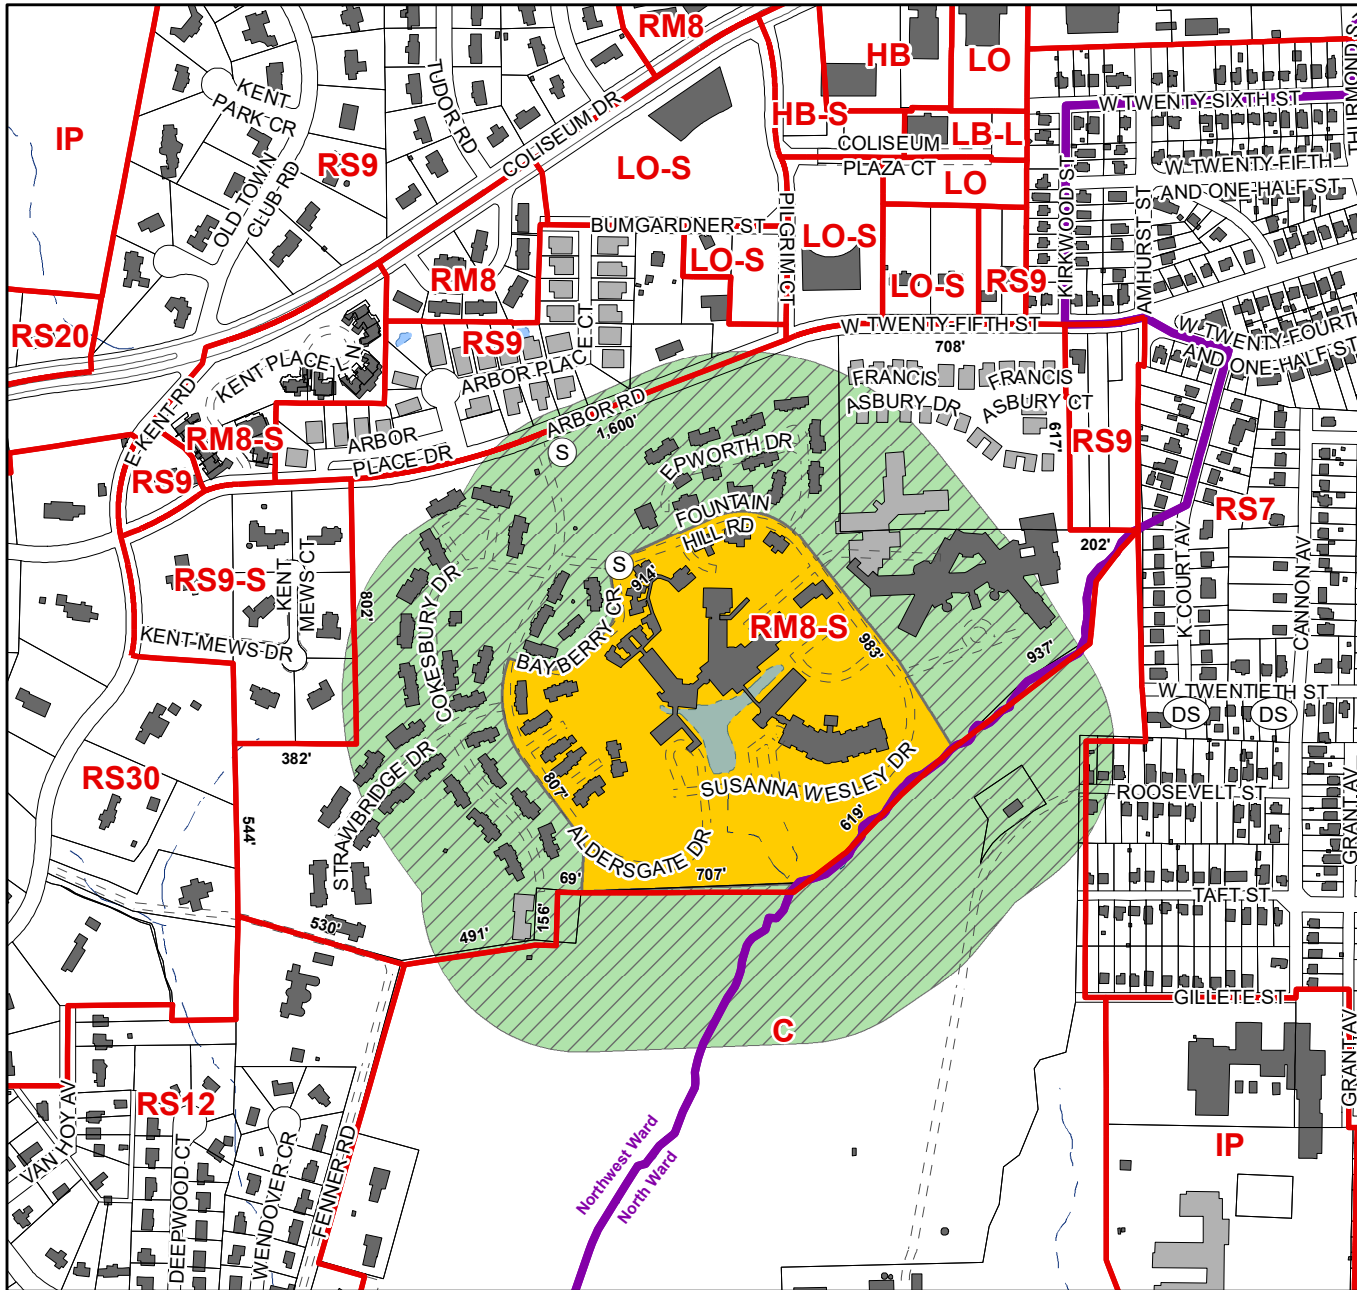 RM8
HB
LO
THURMOND S
W TWENTY-SIXTH ST
TUDOR RD
KENT
PARK CR
COLISEUM DR
HB-S
IP
RS9
LO-S
COLISEUM
LB-L
PLAZA CT
LO
W TWENTY-FIFTH
AND ONE-HALF ST
OLD TOWN
CLUB RD
KIRKWOOD ST
AMHURST ST
BUMGARDNER ST
PILGRIM CT
LO-S
LO-S
RM8
LO-S
RS9
RS20
W TWENTY-FIFTH ST
708'
W TWENTY-FOURTH
AND ONE-HALF ST
RS9
KENT PLACE LN
ARBOR PLACE CT
FRANCIS
ASBURY DR
FRANCIS
ASBURY CT
E KENT RD
ARBOR RD
1,600'
RM8-S
ARBOR
PLACE DR
617'
RS9
S
EPWORTH DR
RS9
FOUNTAIN
HILL RD
RS7
202'
K COURT AV
CANNON AV
S
914'
RS9-S
KENT
MEWS CT
808'
COKESBURY DR
BAYBERRY CR
RM8-S
983'
937'
KENT MEWS DR
W TWENTIETH ST
DS
DS
382'
RS30
STRAWBRIDGE DR
807'
SUSANNA WESLEY DR
ROOSEVELT ST
GRANT AV
544'
619'
ALDERSGATE DR
69'
707'
TAFT ST
530'
491'
156'
GILLETE ST
C
GRANT AV
RS12
VAN HOY AV
DEEPWOOD CT
WENDOVER CR
FENNER RD
Northwest Ward
North Ward
IP